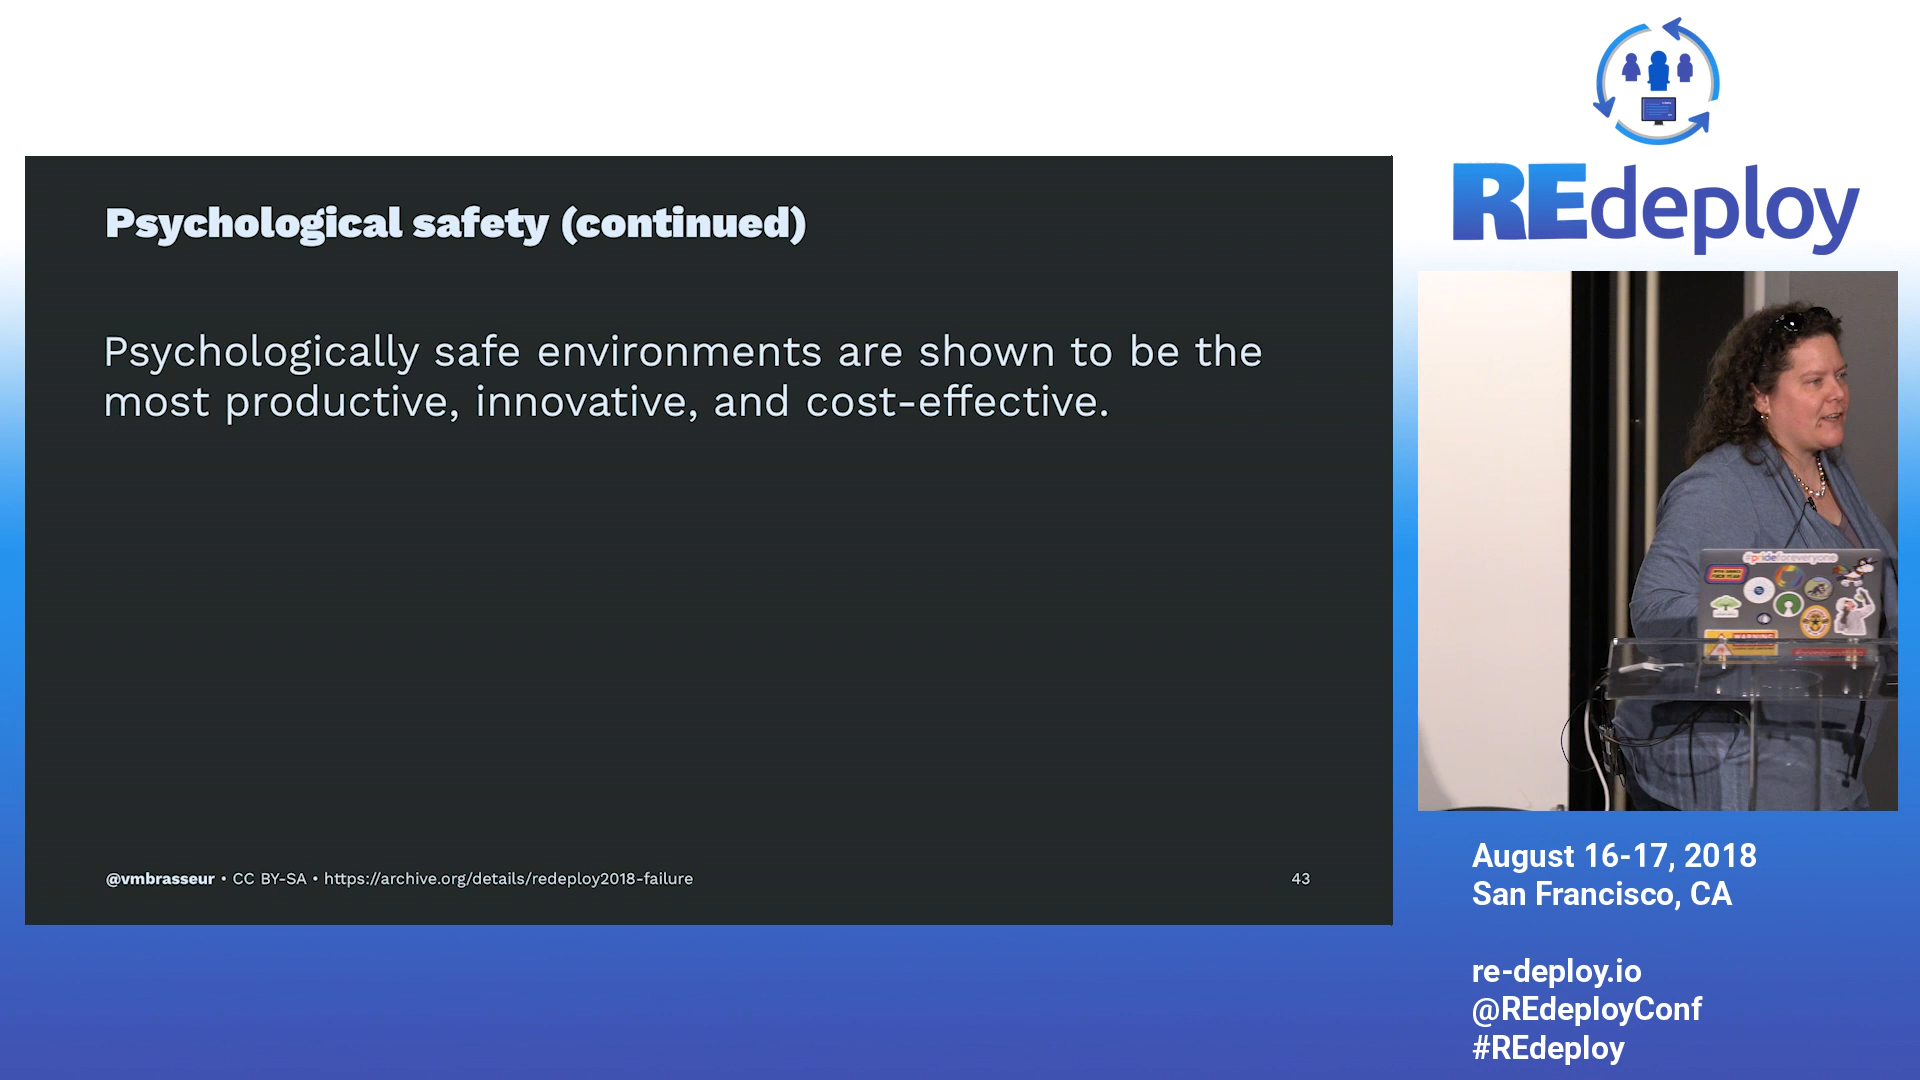 Psychological safety (continued)
Psychologically safe environments are shown to be the
most productive, innovative, and cost-effective.
@vmbrasseur • CC BY-SA • https://archive.org/details/redeploy2018-failure
43
REdeploy
#prideforeveryone
WARNING
August 16-17, 2018
San Francisco, CA
re-deploy.io
@REdeployConf
#REdeploy